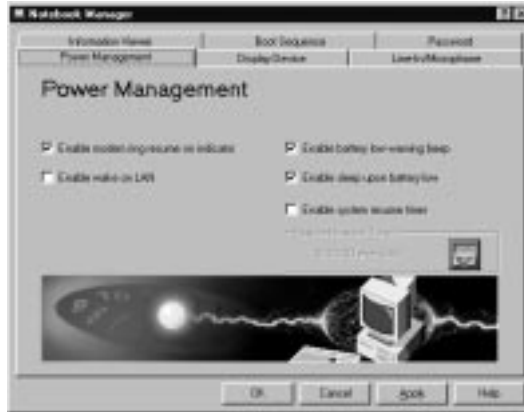 Notebook Manager
Information Viewer
Boot Sequence
Password
Power Management
Display Device
Line-In/Microphone
Power Management
Enable modem ring resume on indicator
Enable battery low-warning beep
Enable wake on LAN
Enable sleep upon battery low
Enable system resume timer
OK
Cancel
Apply
Help